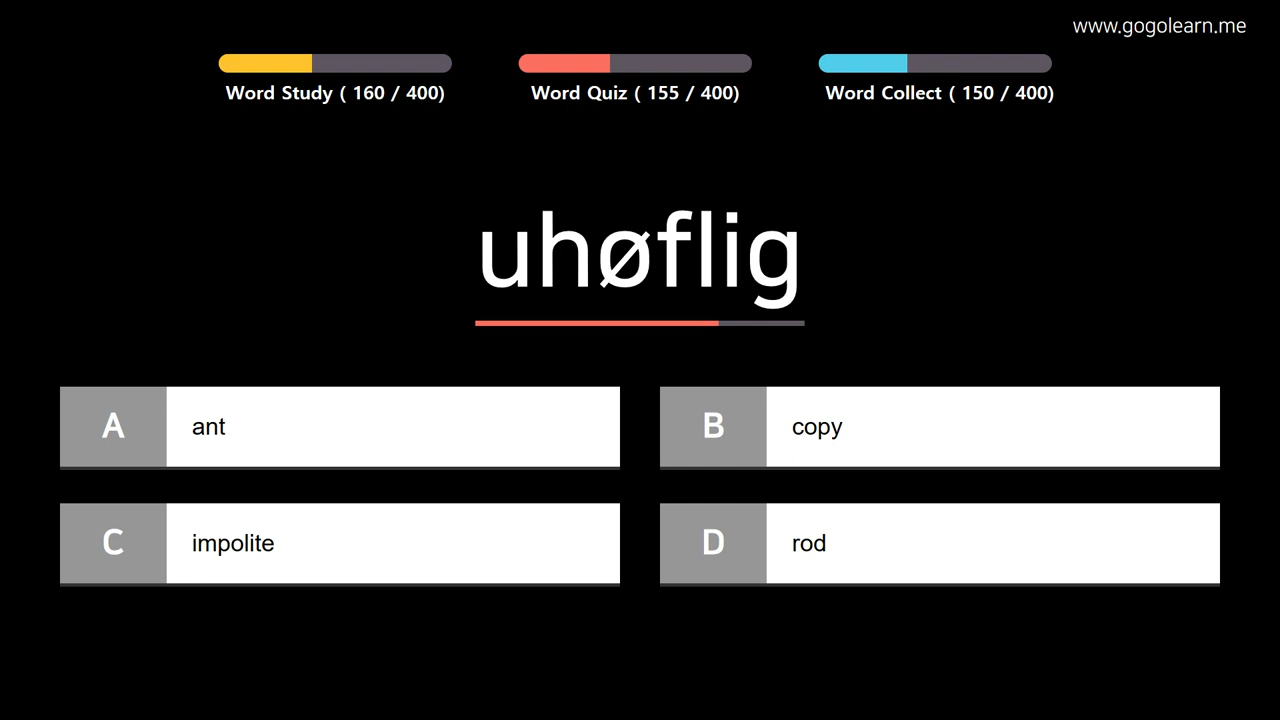 www.gogolearn.me
Word Study ( 160 / 400)
Word Quiz ( 155 / 400)
Word Collect ( 150 / 400)
uhøflig
A ant
B copy
C impolite
D rod